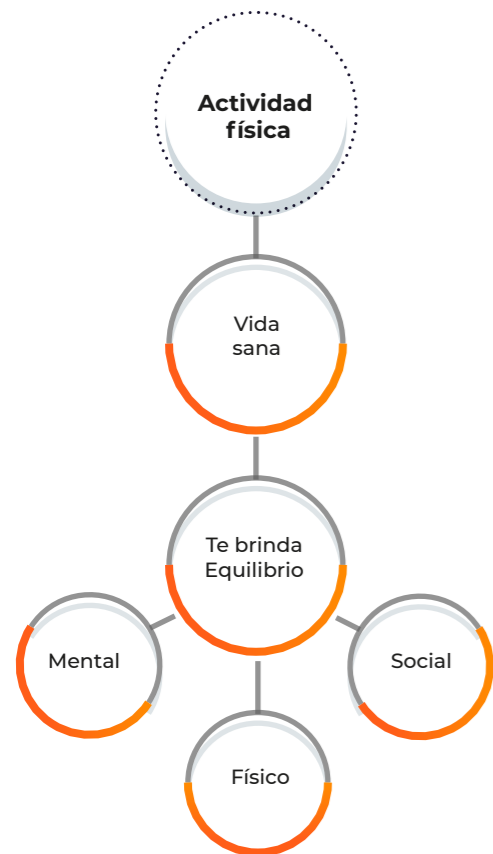 Actividad
física
Vida
sana
Te brinda
Equilibrio
Mental
Social
Físico